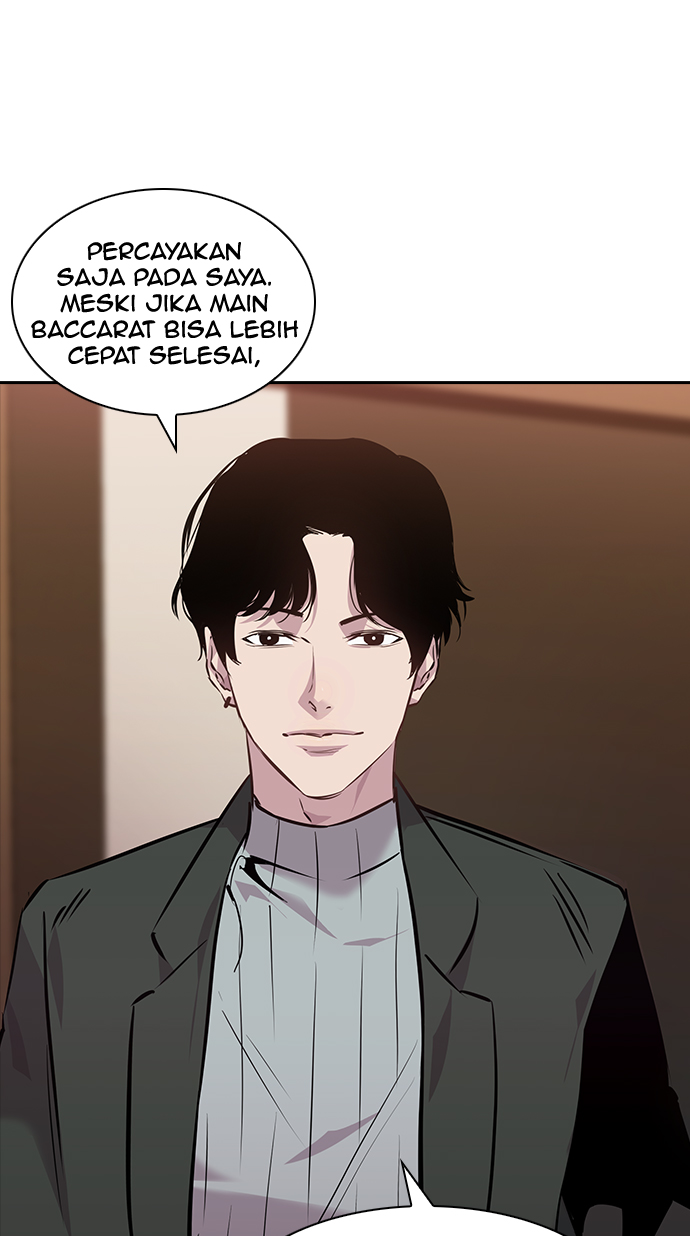 PERCAYAKAN
SAJA PADA SAYA.
MESKI JIKA MAIN
BACCARAT BISA LEBIH
CEPAT SELESAI,